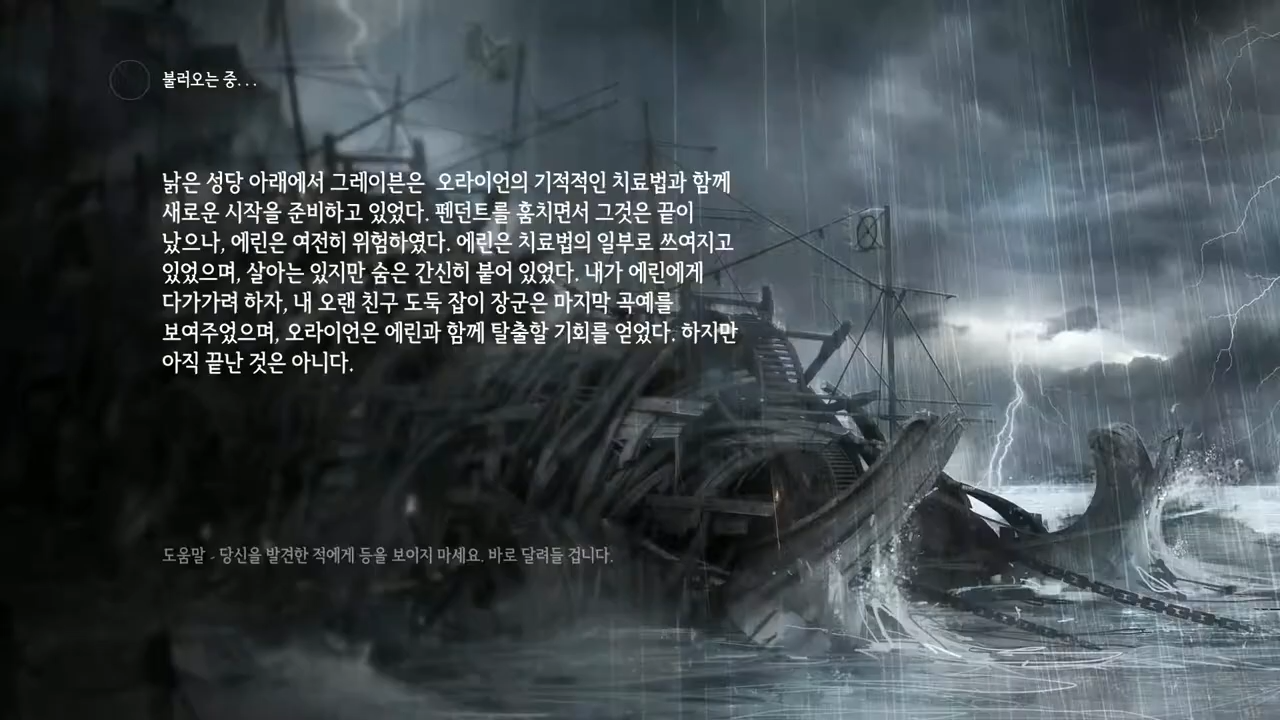 불러오는 중...
낡은 성당 아래에서 그레이븐은 오라이언의 기적적인 치료법과 함께
새로운 시작을 준비하고 있었다. 펜던트를 훔치면서 그것은 끝이
났으나, 에린은 여전히 위험하였다. 에린은 치료법의 일부로 쓰여지고
있었으며, 살아는 있지만 숨은 간신히 붙어 있었다. 내가 에린에게
다가가려 하자, 내 오랜 친구 도둑 잡이 장군은 마지막 곡예를
보여주었으며, 오라이언은 에린과 함께 탈출할 기회를 얻었다. 하지만
아직 끝난 것은 아니다.
도움말 - 당신을 발견한 적에게 등을 보이지 마세요. 바로 달려들 겁니다.